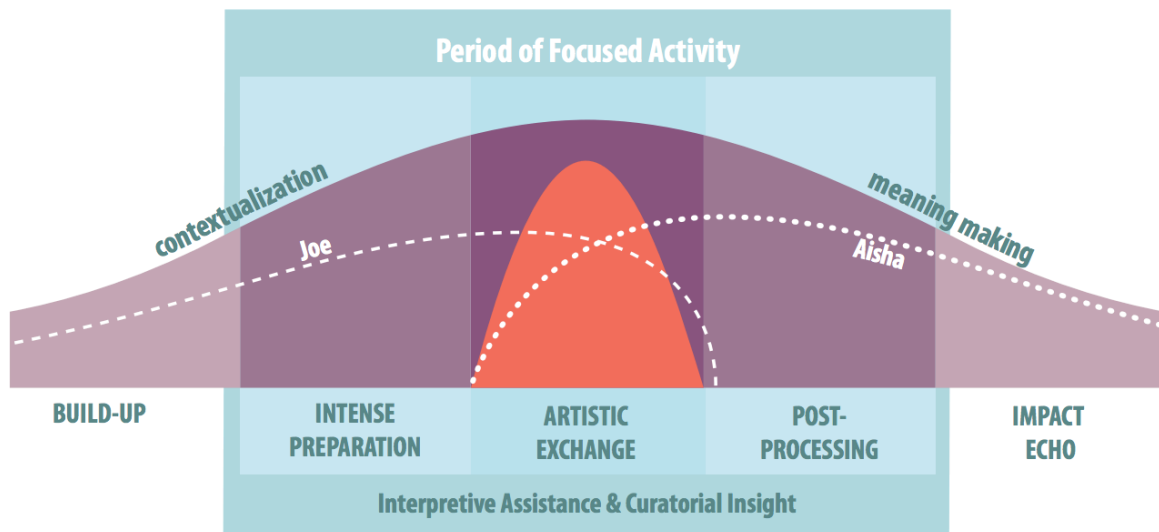 Period of Focused Activity
contextualization
Joe
meaning making
Aisha
BUILD-UP
INTENSE
PREPARATION
ARTISTIC
EXCHANGE
POST-
PROCESSING
IMPACT
ECHO
Interpretive Assistance & Curatorial Insight